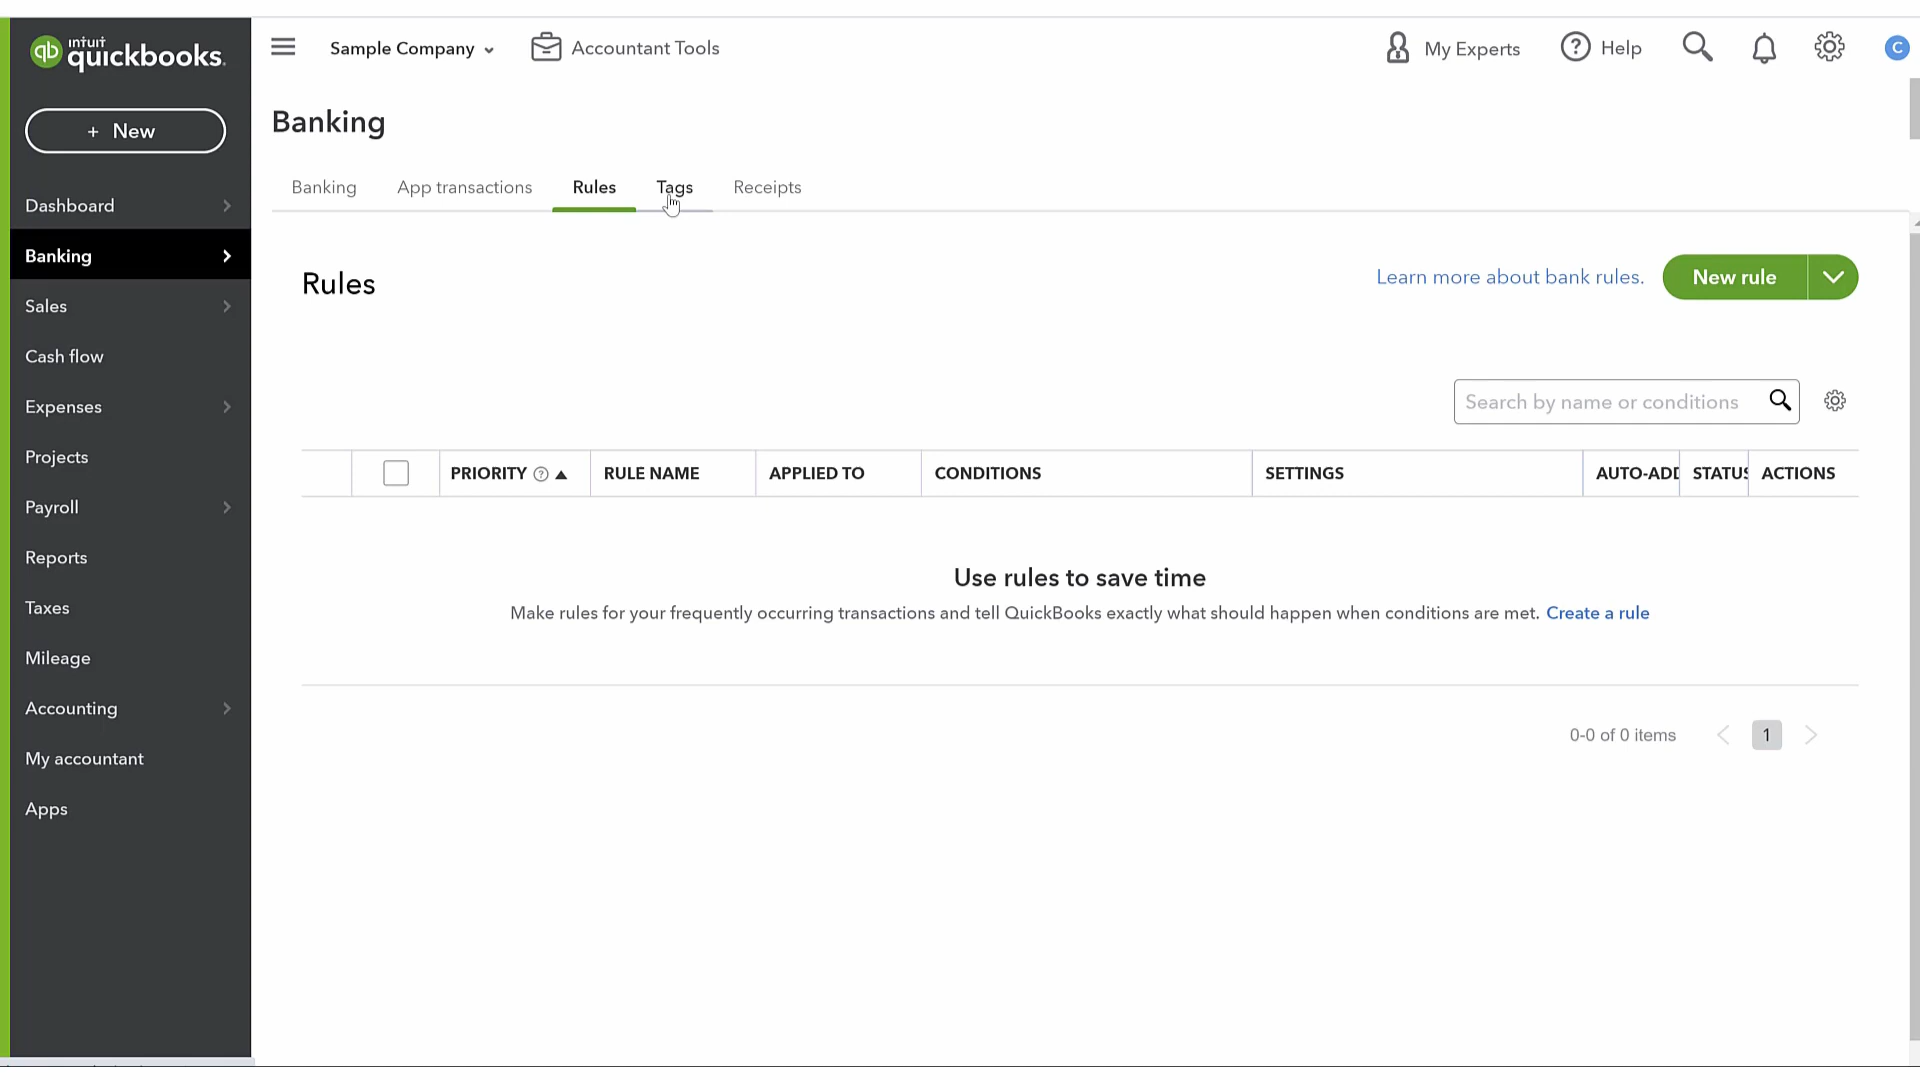 intuit
quickbooks.
Sample Company
Accountant Tools
My Experts
Help
C
+ New
Banking
Banking
App transactions
Rules
Tags
Receipts
Dashboard
Banking
Sales
Cash flow
Expenses
Projects
Payroll
Reports
Taxes
Mileage
Accounting
My accountant
Apps
Rules
Learn more about bank rules.
New rule
Search by name or conditions
PRIORITY
RULE NAME
APPLIED TO
CONDITIONS
SETTINGS
AUTO-ADD
STATUS
ACTIONS
Use rules to save time
Make rules for your frequently occurring transactions and tell QuickBooks exactly what should happen when conditions are met. Create a rule
0-0 of 0 items
1